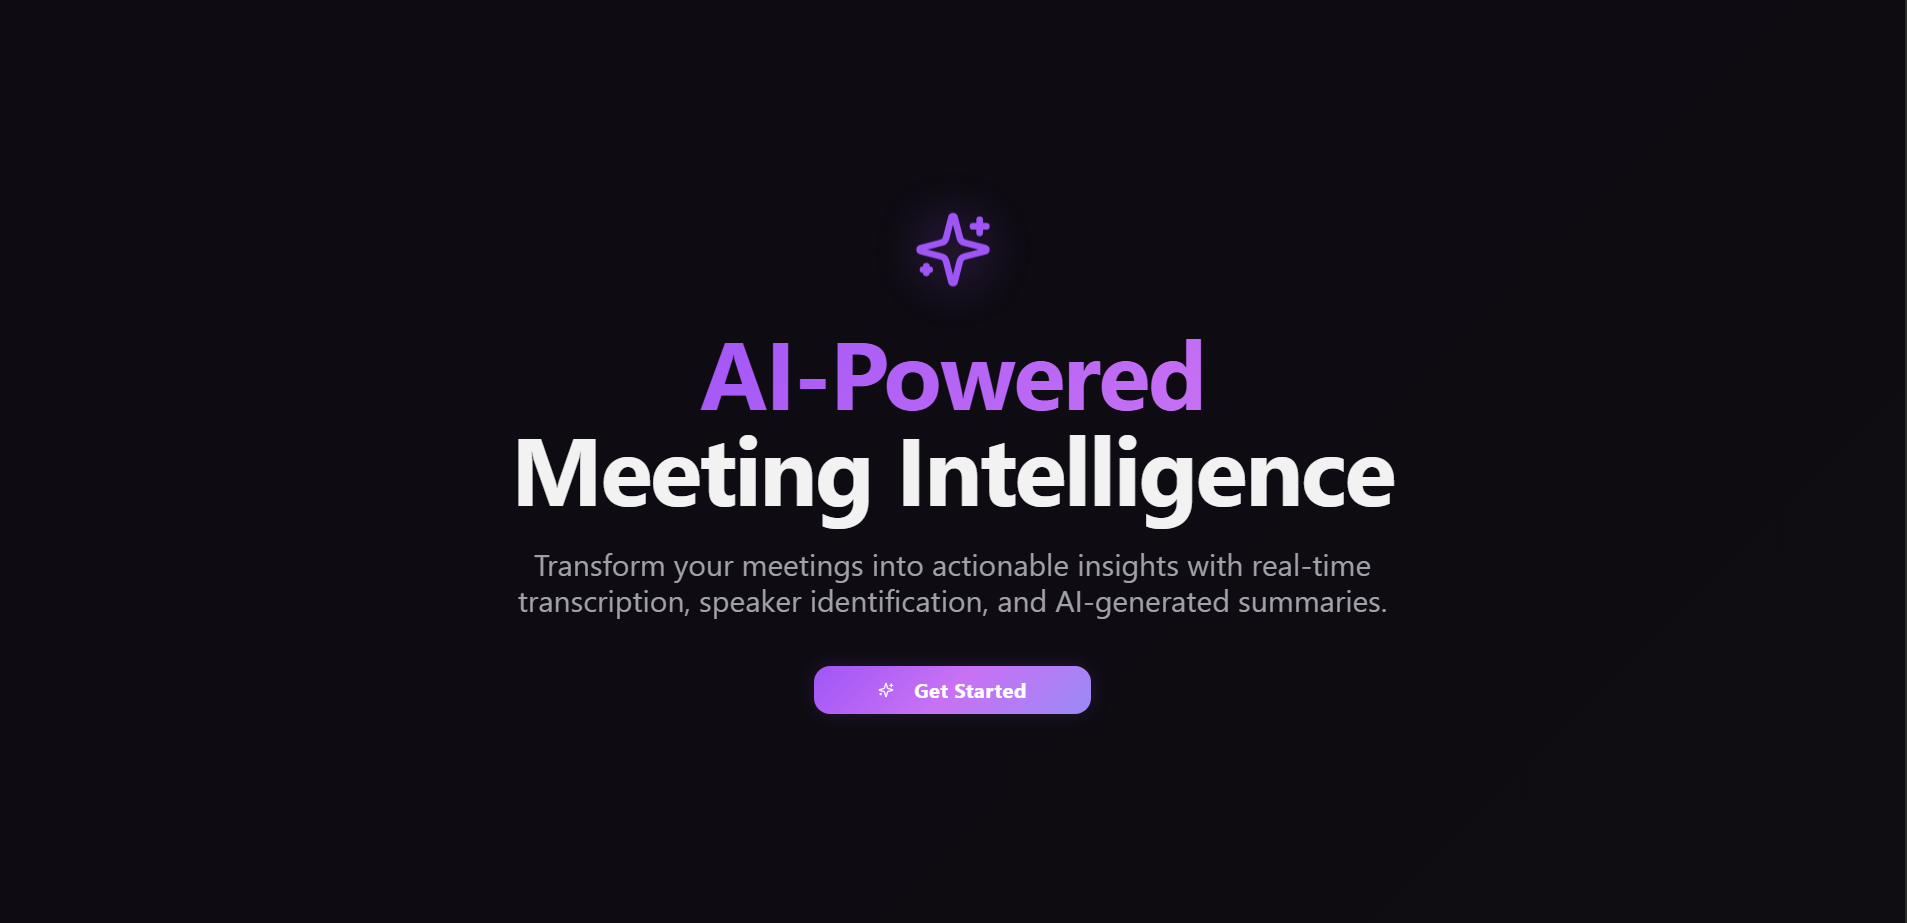 AI-Powered
Meeting Intelligence
Transform your meetings into actionable insights with real-time
transcription, speaker identification, and AI-generated summaries.
Get Started